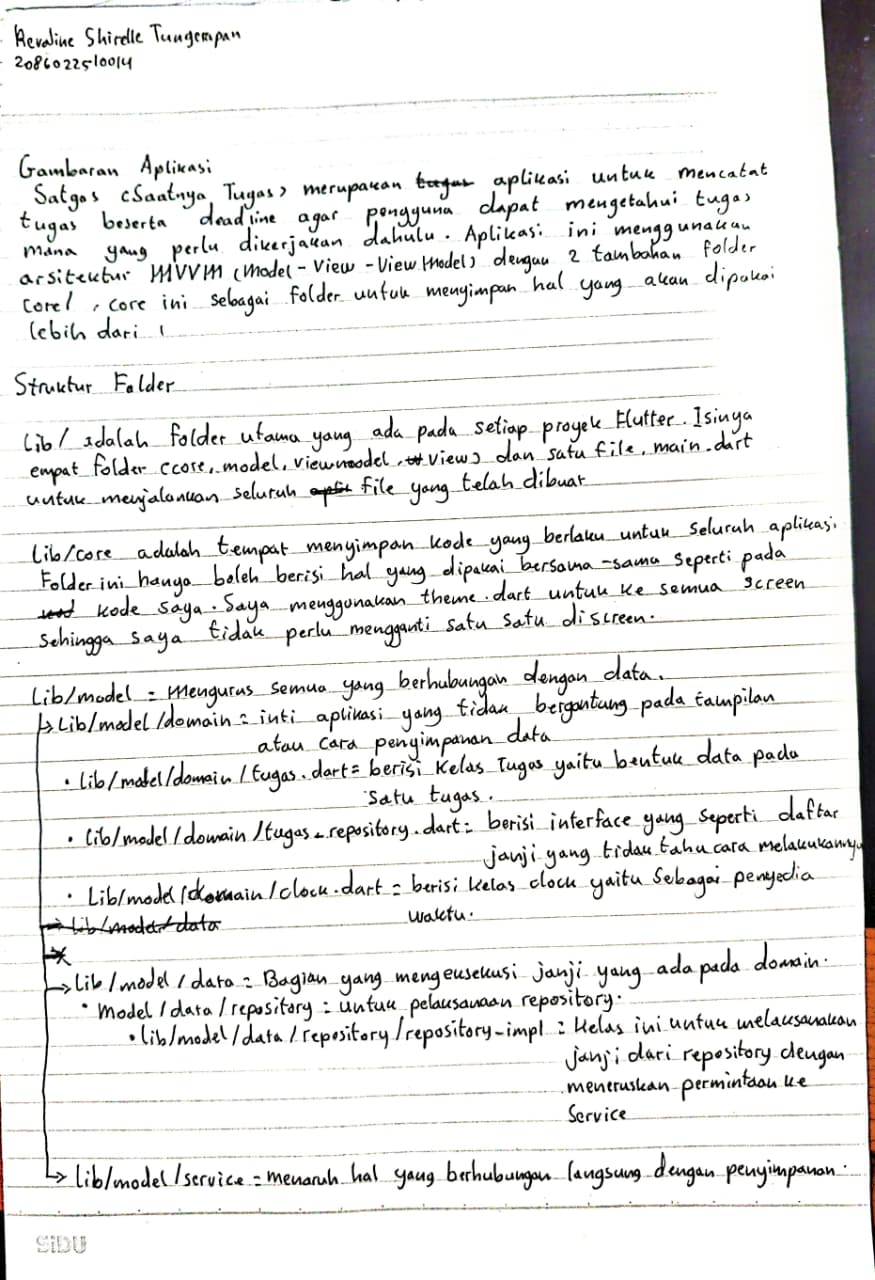 Revaline Shirelle Tungempan
208602251 0014
Gambaran Aplikasi
Satgas (Saatnya Tugas) merupakan tugas aplikasi untuk mencatat
tugas beserta deadline agar pengguna dapat mengetahui tugas
mana yang perlu dikerjakan dahulu. Aplikasi ini menggunakan
arsitektur MVVM (Model - View - View Model) dengan 2 tambahan folder
core/, core ini sebagai folder untuk menyimpan hal yang akan dipakai
lebih dari 1
Struktur Folder
Lib/ adalah folder utama yang ada pada setiap proyek Flutter. Isinya
empat folder (core, model, viewmodel, view) dan satu file, main.dart
untuk menjalankan seluruh file yang telah dibuat
Lib/core adalah tempat menyimpan kode yang berlaku untuk seluruh aplikasi.
Folder ini hanya boleh berisi hal yang dipakai bersama-sama seperti pada
kode saya. Saya menggunakan theme.dart untuk ke semua screen
sehingga saya tidak perlu mengganti satu satu discreen.
Lib/model = Mengurus semua yang berhubungan dengan data.
↳ Lib/model/domain = inti aplikasi yang tidak bergantung pada tampilan
atau cara penyimpanan data
• lib/model/domain/tugas.dart = berisi kelas Tugas yaitu bentuk data pada
satu tugas.
• lib/model/domain/tugas_repository.dart = berisi interface yang seperti daftar
janji yang tidak tahu cara melakukannya
• Lib/model/domain/clock.dart = berisi kelas clock yaitu sebagai penyedia
waktu.
→ Lib/model/data
↳ Lib/model/data = Bagian yang mengeksekusi janji yang ada pada domain.
• Model/data/repository = untuk pelaksanaan repository.
• lib/model/data/repository/repository-impl = Kelas ini untuk melaksanakan
janji dari repository dengan
meneruskan permintaan ke
Service
↳ lib/model/service = menaruh hal yang berhubungan langsung dengan penyimpanan.
SiDU